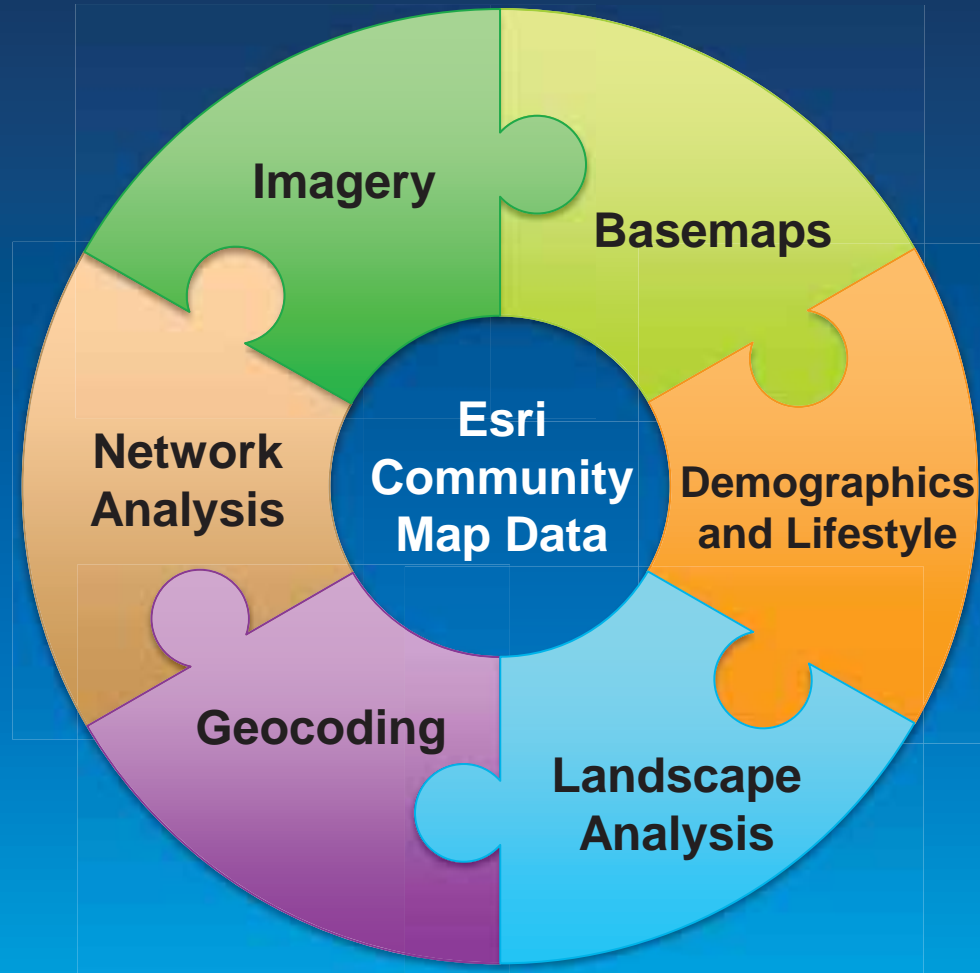 Imagery
Basemaps
Esri
Community
Map Data
Network
Analysis
Demographics
and Lifestyle
Geocoding
Landscape
Analysis